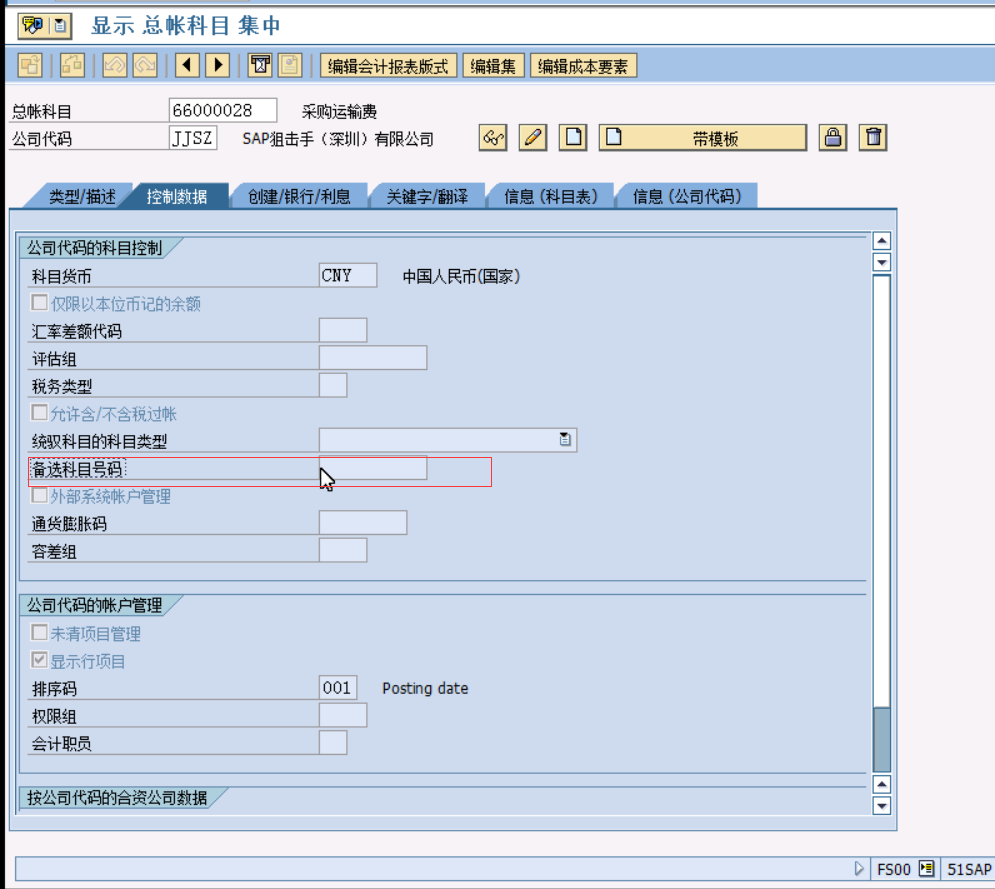 显示 总帐科目 集中
编辑会计报表版式 编辑集 编辑成本要素
总帐科目 66000028 采购运输费
公司代码 JJSZ SAP狙击手（深圳）有限公司 带模板
类型/描述 控制数据 创建/银行/利息 关键字/翻译 信息(科目表) 信息(公司代码)
公司代码的科目控制
科目货币 CNY 中国人民币(国家)
仅限以本位币记的余额
汇率差额代码
评估组
税务类型
允许含/不含税过帐
统驭科目的科目类型
备选科目号码
外部系统帐户管理
通货膨胀码
容差组
公司代码的帐户管理
未清项目管理
显示行项目
排序码 001 Posting date
权限组
会计职员
按公司代码的合资公司数据
FS00 51SAP